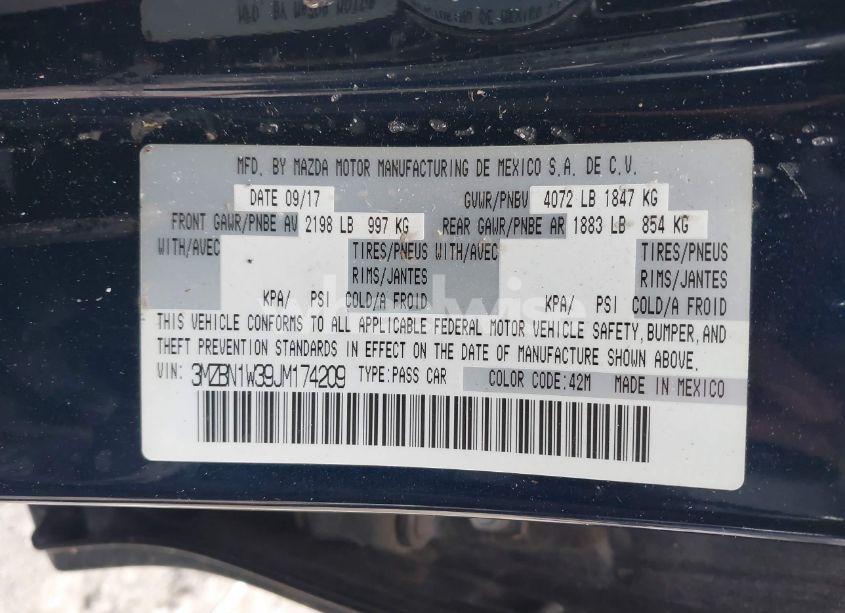 MFD. BY MAZDA MOTOR MANUFACTURING DE MEXICO S.A. DE C.V.
DATE 09/17 GVWR/PNBV 4072 LB 1847 KG
FRONT GAWR/PNBE AV 2198 LB 997 KG REAR GAWR/PNBE AR 1883 LB 854 KG
WITH/AVEC TIRES/PNEUS WITH/AVEC TIRES/PNEUS
RIMS/JANTES RIMS/JANTES
KPA/ PSI COLD/A FROID KPA/ PSI COLD/A FROID
THIS VEHICLE CONFORMS TO ALL APPLICABLE FEDERAL MOTOR VEHICLE SAFETY, BUMPER, AND
THEFT PREVENTION STANDARDS IN EFFECT ON THE DATE OF MANUFACTURE SHOWN ABOVE.
VIN: 3MZBN1W39JM174209 TYPE:PASS CAR COLOR CODE:42M MADE IN MEXICO